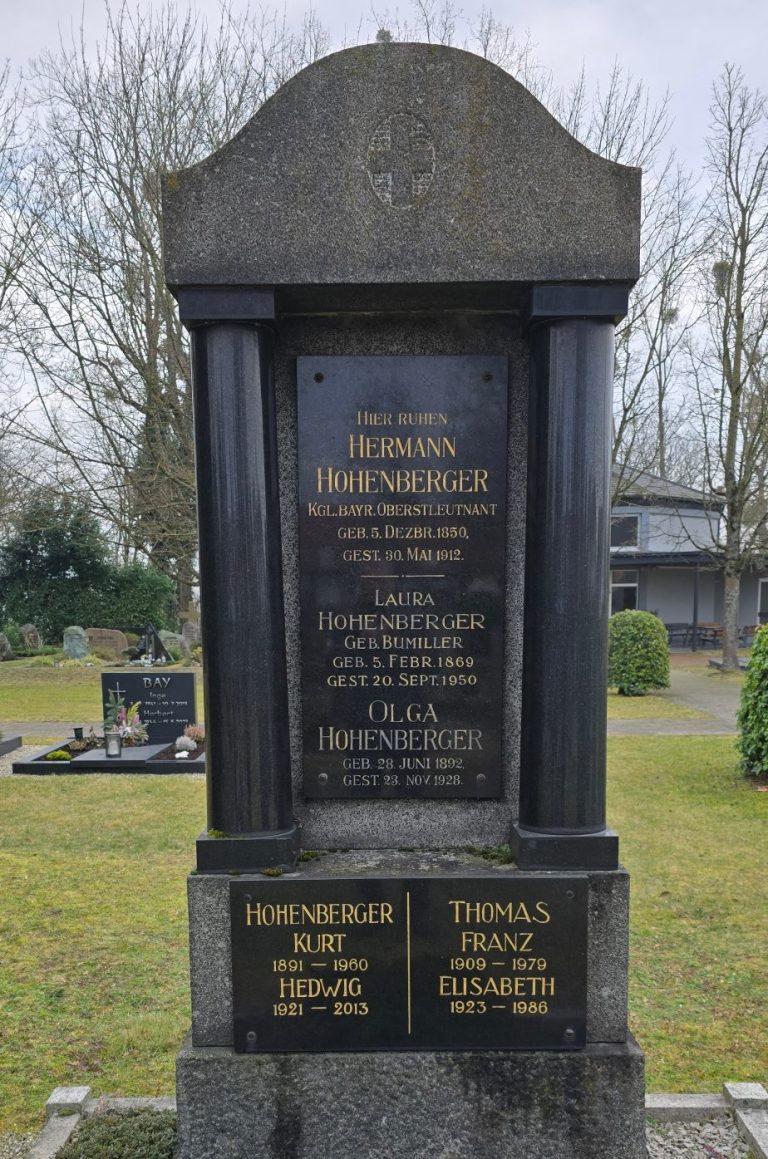 HIER RUHEN
HERMANN
HOHENBERGER
KGL.BAYR.OBERSTLEUTNANT
GEB. 5. DEZBR. 1850,
GEST. 30. MAI 1912.
LAURA
HOHENBERGER
GEB.BUMILLER
GEB. 5. FEBR. 1869
GEST. 20. SEPT. 1950
OLGA
HOHENBERGER
GEB. 28. JUNI 1892,
GEST. 23. NOV. 1928.
HOHENBERGER
KURT
1891 – 1960
HEDWIG
1921 – 2013
THOMAS
FRANZ
1909 – 1979
ELISABETH
1923 – 1986
BAY
Inge
Herbert